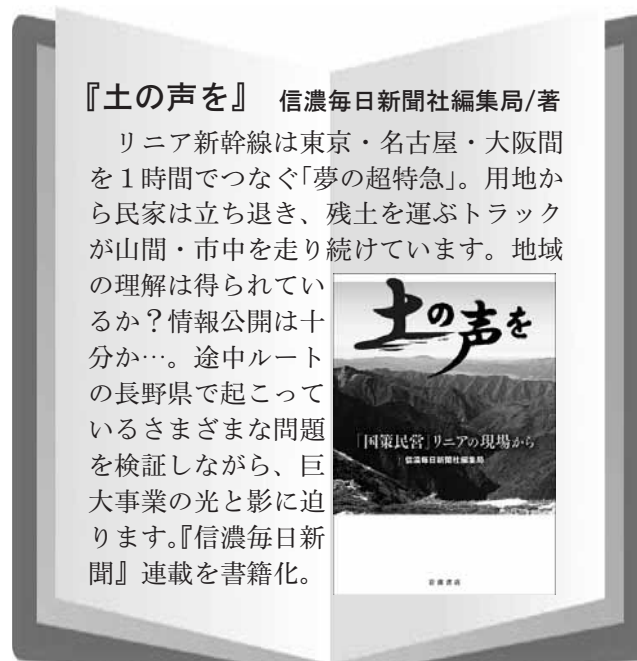 『土の声を』 信濃毎日新聞社編集局/著
リニア新幹線は東京・名古屋・大阪間
を1時間でつなぐ「夢の超特急」。用地か
ら民家は立ち退き、残土を運ぶトラック
が山間・市中を走り続けています。地域
の理解は得られてい
るか?情報公開は十
分か…。途中ルート
の長野県で起こって
いるさまざまな問題
を検証しながら、巨
大事業の光と影に迫
ります。『信濃毎日新
聞』連載を書籍化。
土の声を
「国策民営」リニアの現場から
信濃毎日新聞社編集局
岩波書店